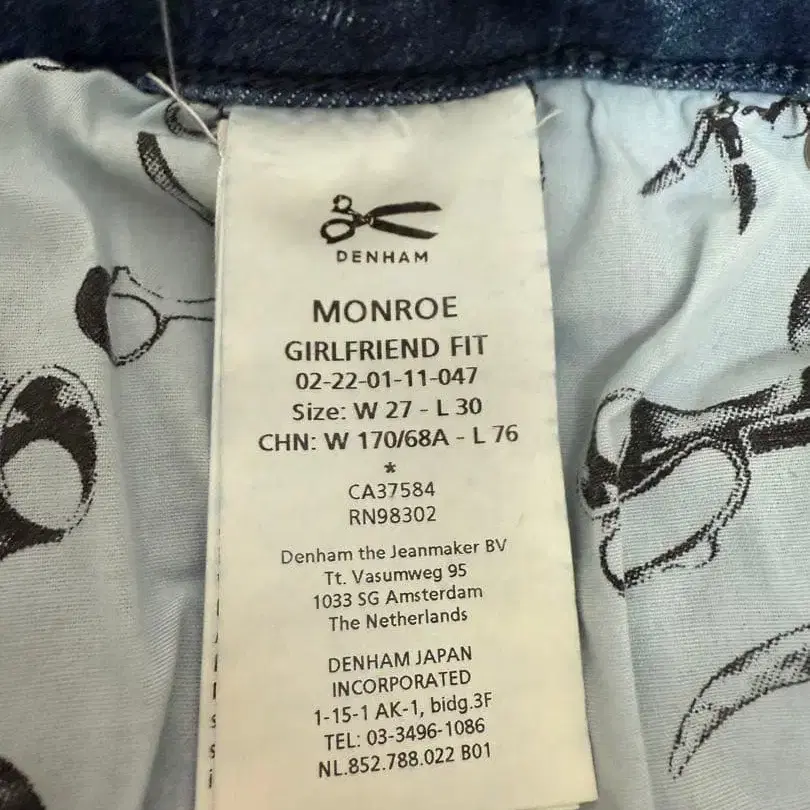 DENHAM
MONROE
GIRLFRIEND FIT
02-22-01-11-047
Size: W 27 - L 30
CHN: W 170/68A - L 76
*
CA37584
RN98302
Denham the Jeanmaker BV
Tt. Vasumweg 95
1033 SG Amsterdam
The Netherlands
DENHAM JAPAN
INCORPORATED
1-15-1 AK-1, bidg.3F
TEL: 03-3496-1086
NL.852.788.022 B01